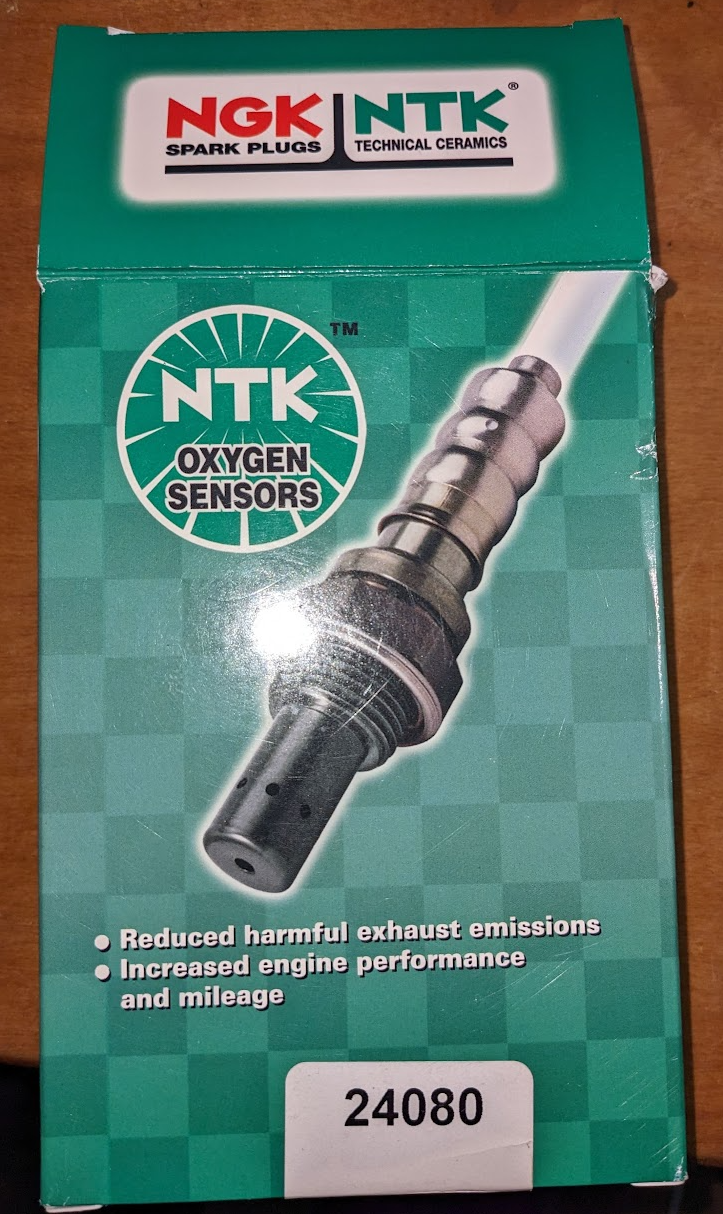 NGK NTK®
SPARK PLUGS TECHNICAL CERAMICS
TM
NTK
OXYGEN
SENSORS
● Reduced harmful exhaust emissions
● Increased engine performance
and mileage
24080